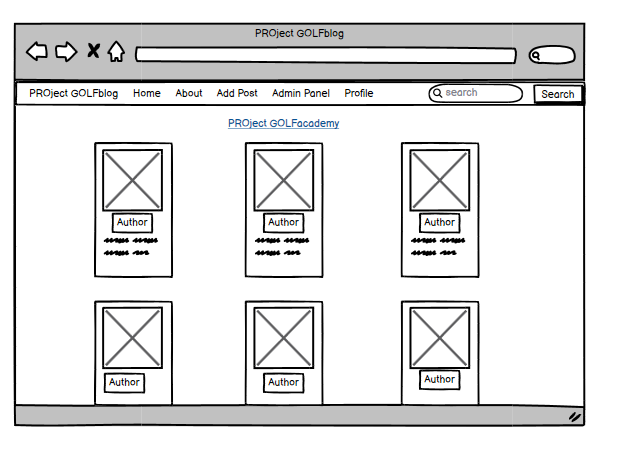 PROject GOLFblog
PROject GOLFblog Home About Add Post Admin Panel Profile search Search
PROject GOLFacademy
Author Author Author
Author Author Author